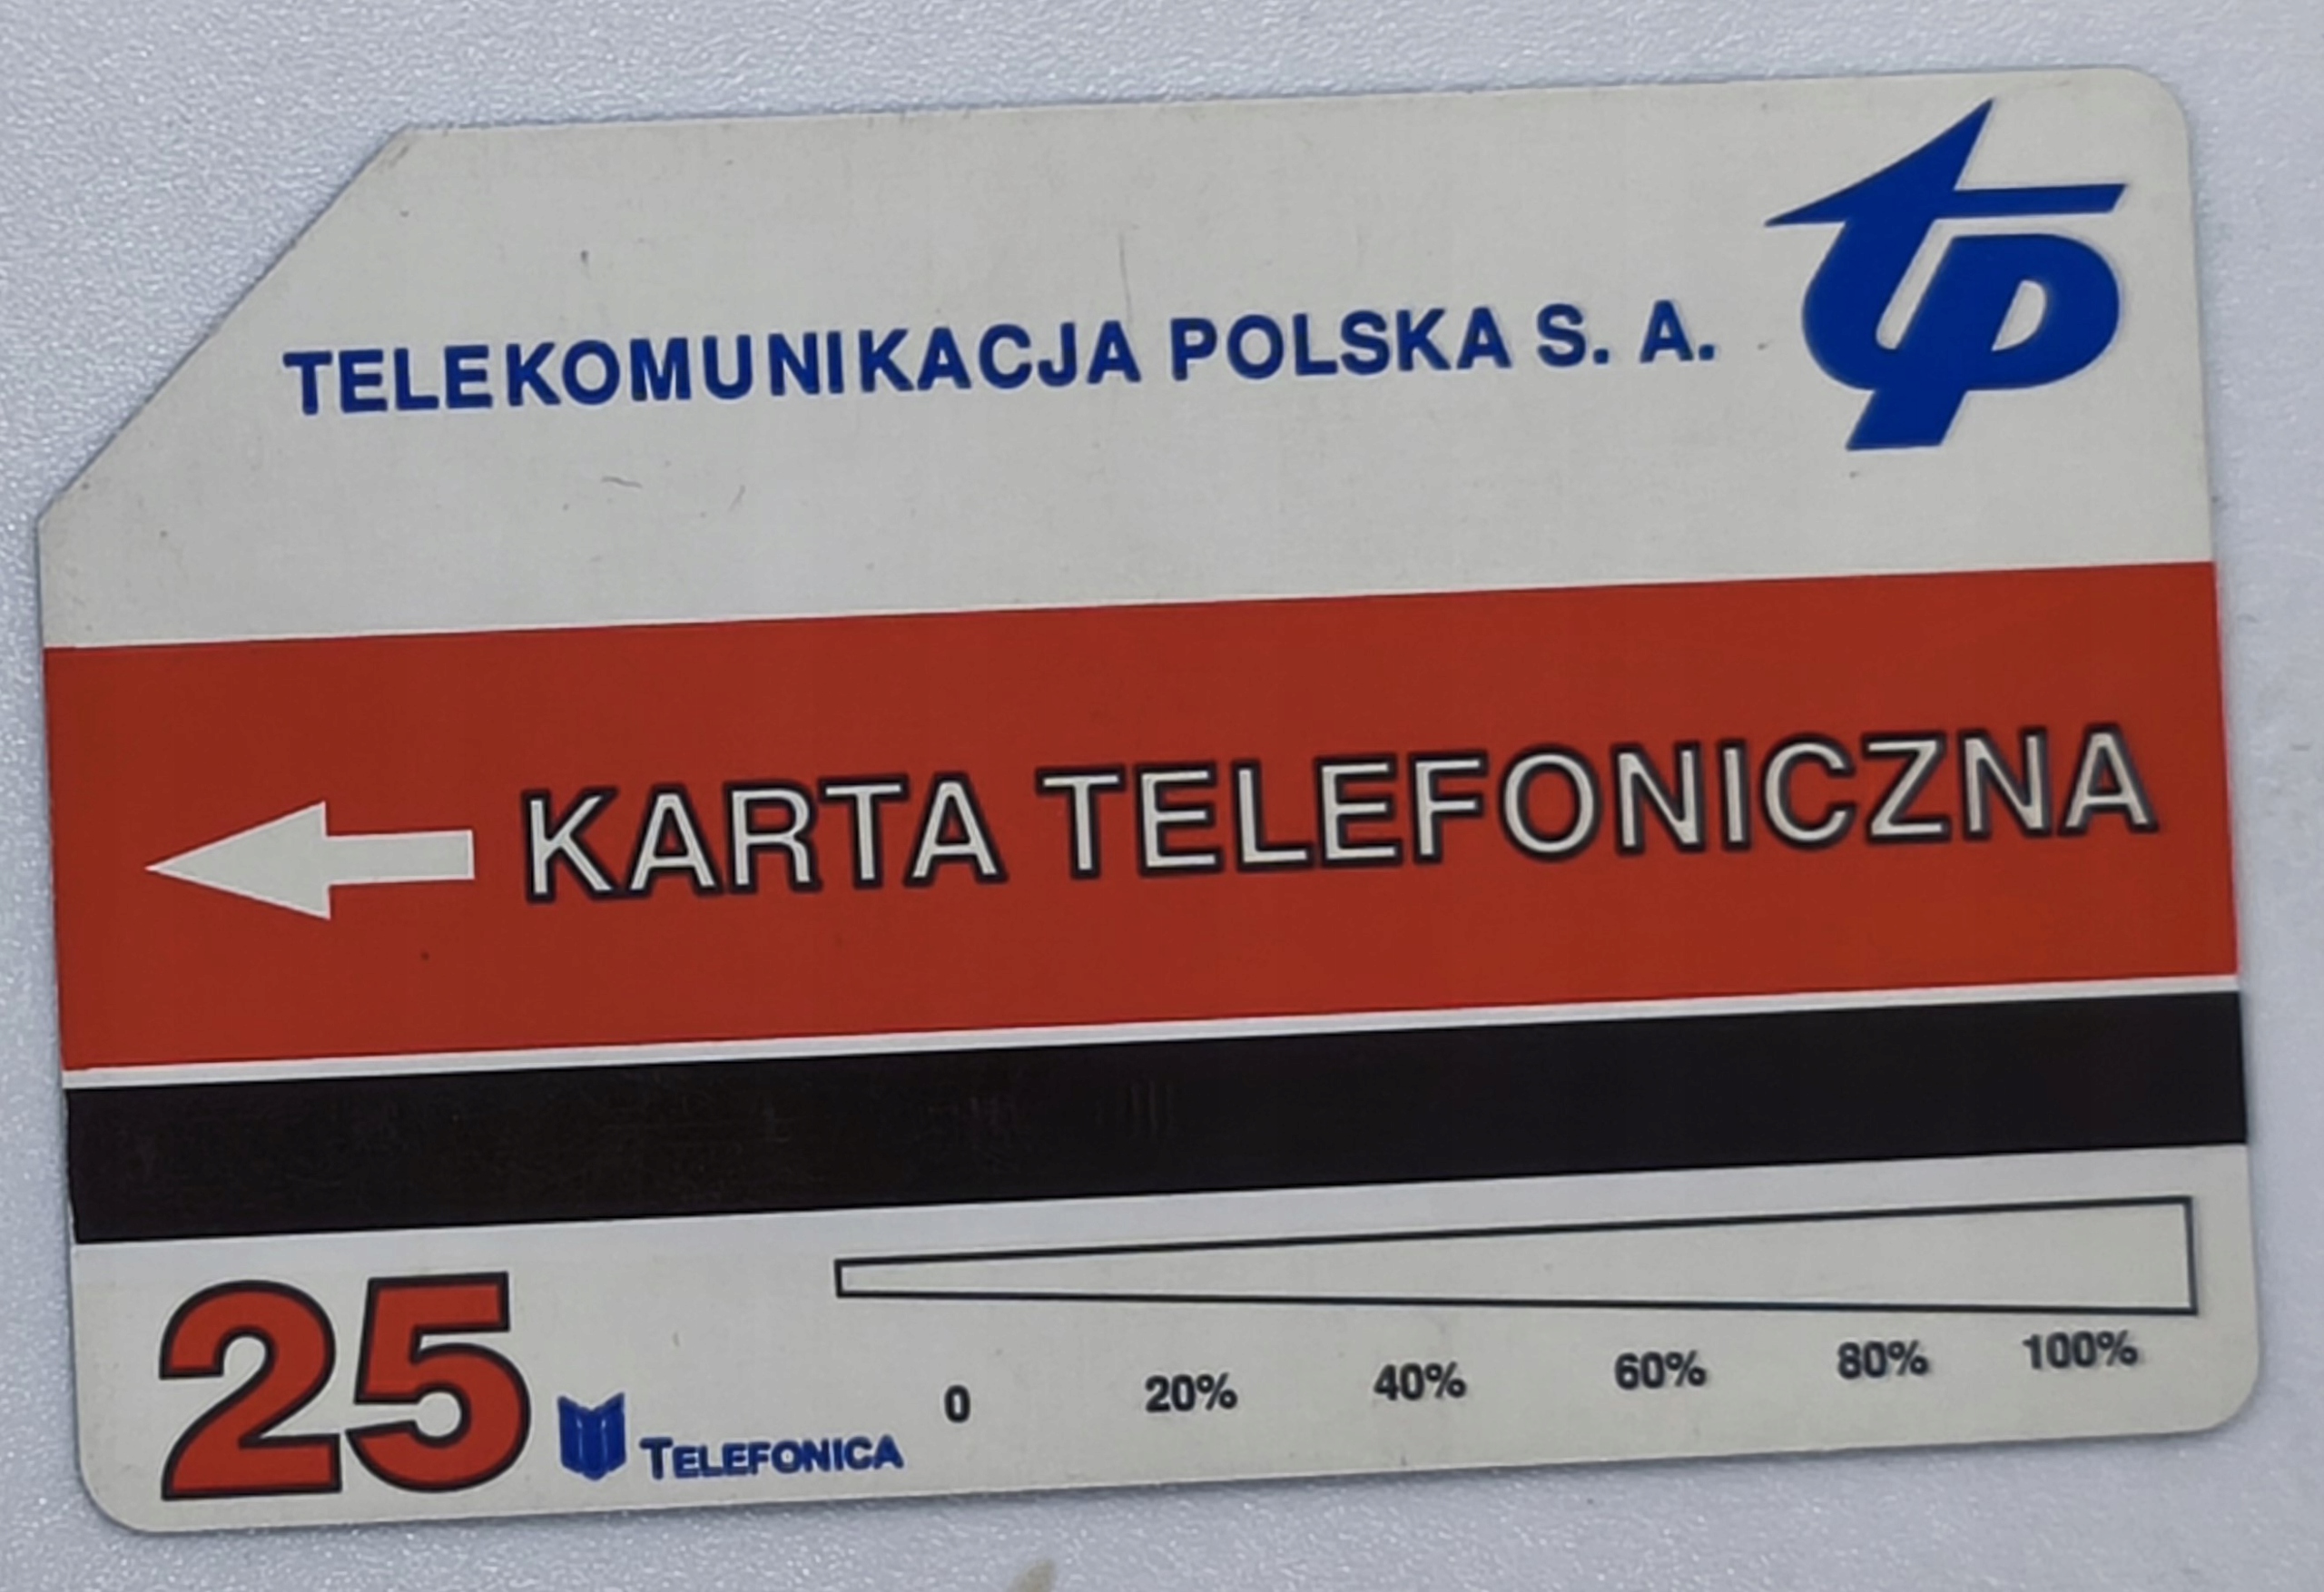 TELEKOMUNIKACJA POLSKA S. A.
tp
KARTA TELEFONICZNA
25
TELEFONICA
0 20% 40% 60% 80% 100%